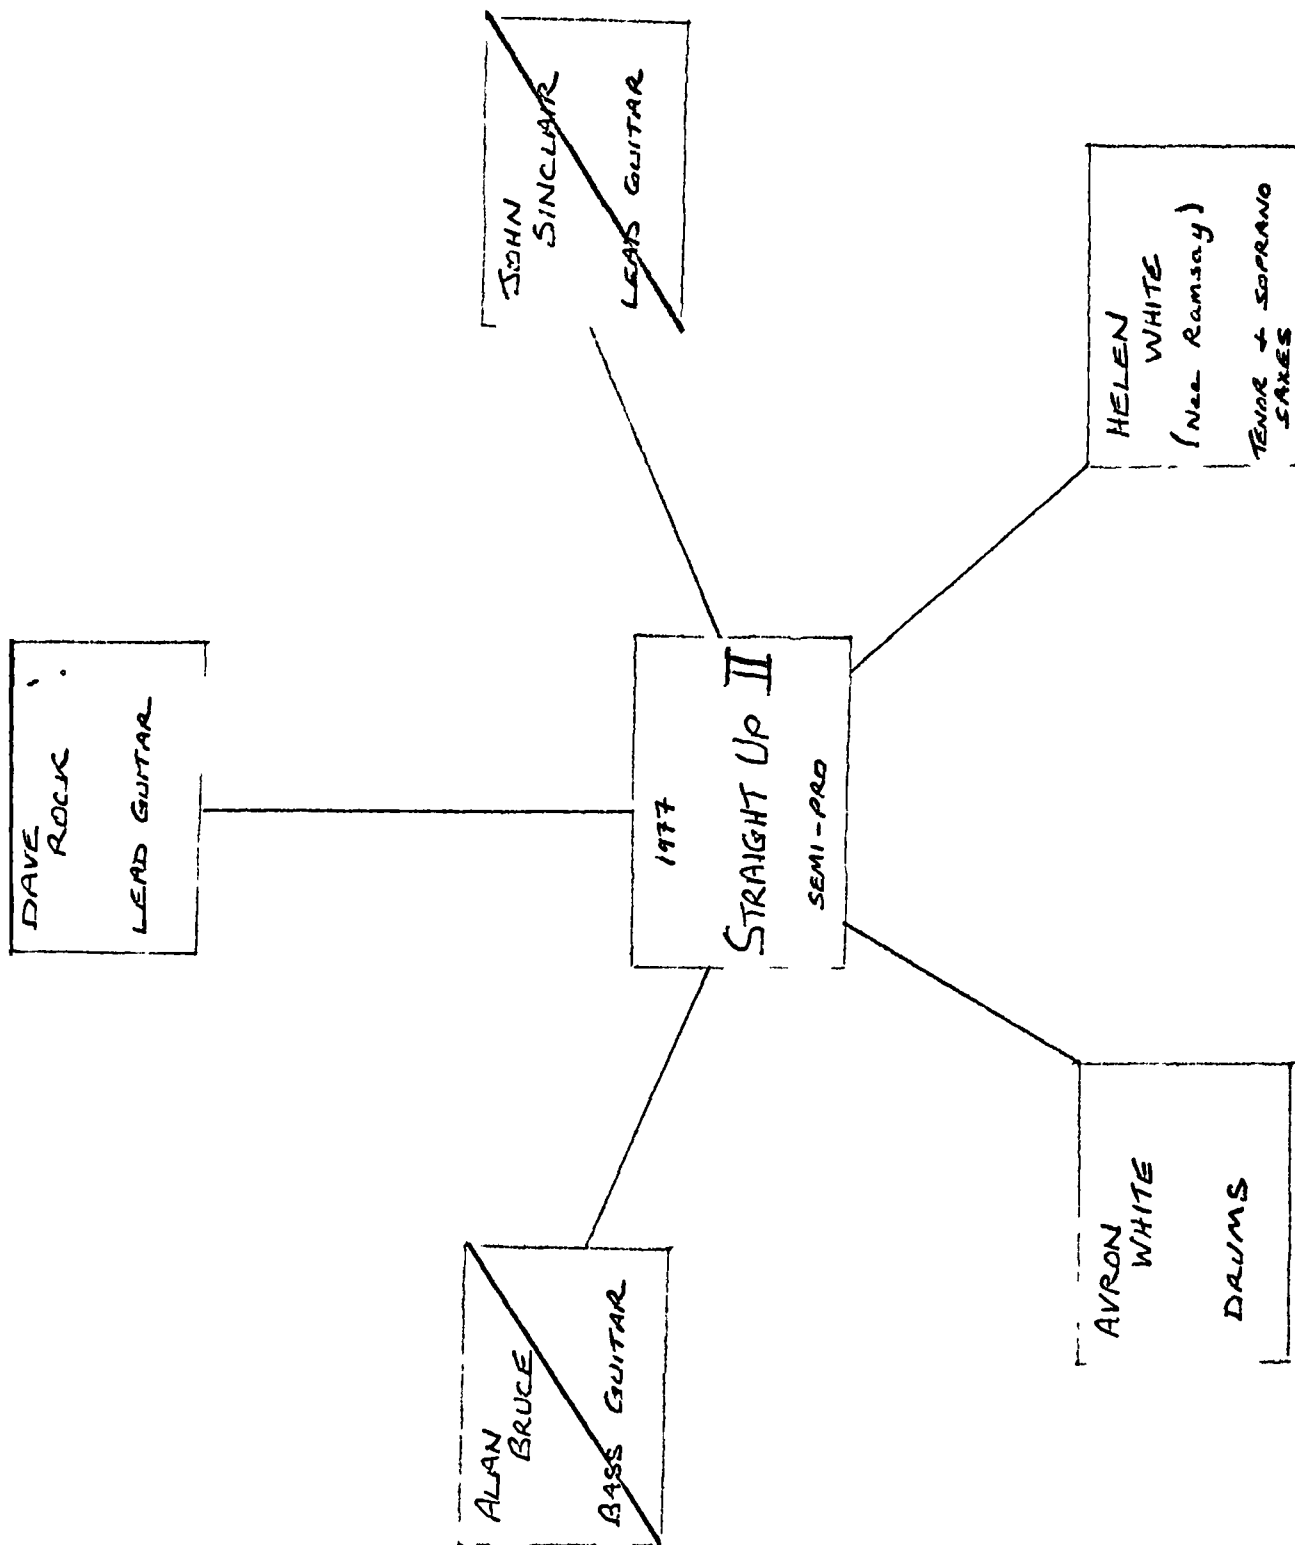 DAVE
ROCK
LEAD GUITAR
ALAN
BRUCE
BASS GUITAR
JOHN
SINCLAIR
LEAD GUITAR
1977
STRAIGHT UP II
SEMI-PRO
AVRON
WHITE
DRUMS
HELEN
WHITE
(Nee Ramsay)
TENOR + SOPRANO
SAXES